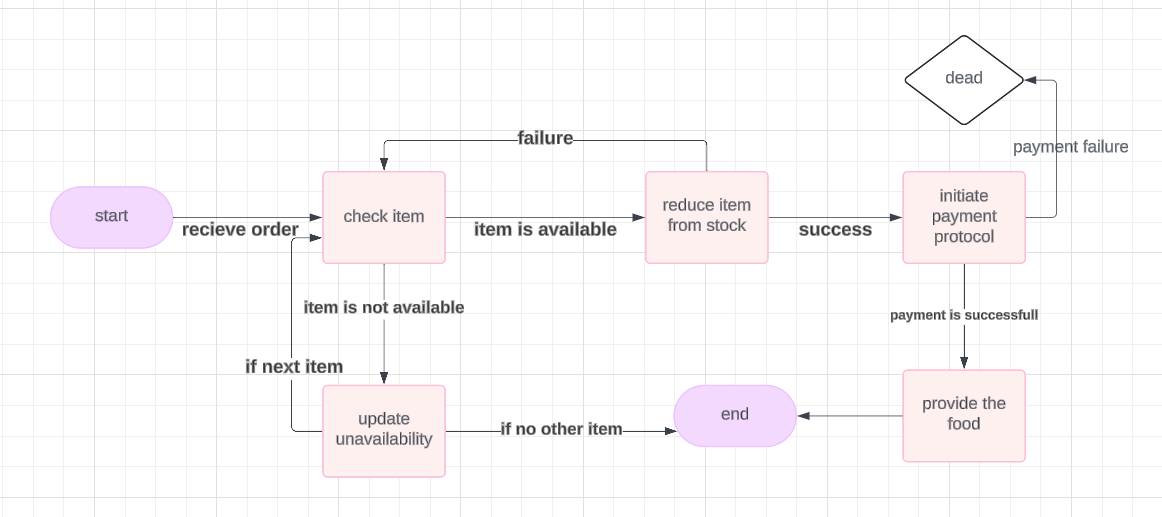 dead
failure
payment failure
start
check item
reduce item
from stock
initiate
payment
protocol
recieve order
item is available
success
item is not available
payment is successfull
if next item
update
unavailability
if no other item
end
provide the
food